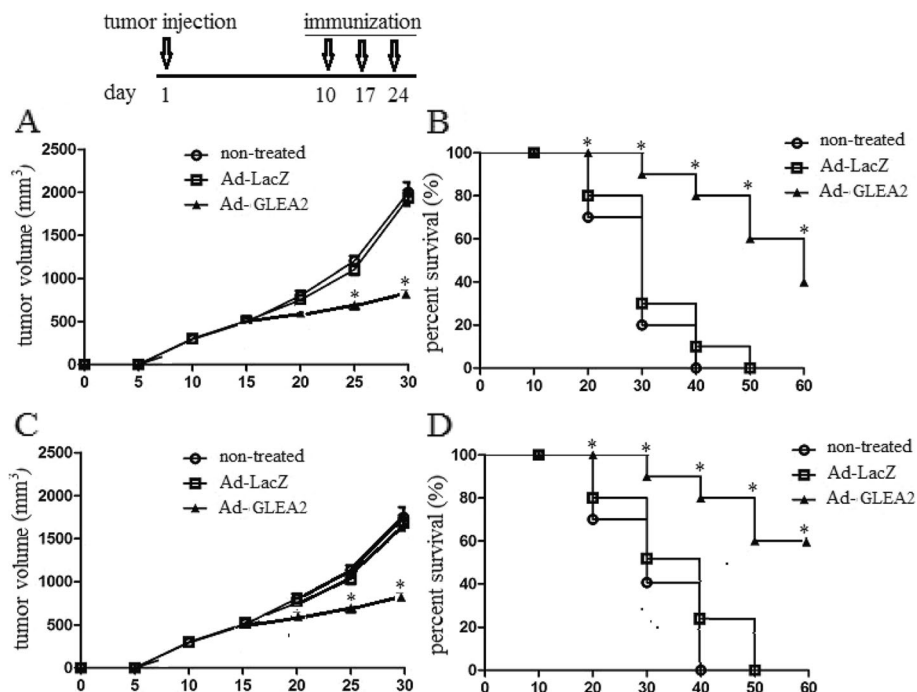 tumor injection immunization
day 1 10 17 24
A
tumor volume (mm³)
2500
2000
1500
1000
500
0
0 5 10 15 20 25 30
non-treated
Ad-LacZ
Ad-GLEA2
* *
B
percent survival (%)
100
80
60
40
20
0
0 10 20 30 40 50 60
non-treated
Ad-LacZ
Ad-GLEA2
* * * * *
C
tumor volume (mm³)
2500
2000
1500
1000
500
0
0 5 10 15 20 25 30
non-treated
Ad-LacZ
Ad-GLEA2
* * *
D
percent survival (%)
100
80
60
40
20
0
0 10 20 30 40 50 60
non-treated
Ad-LacZ
Ad-GLEA2
* * * * *